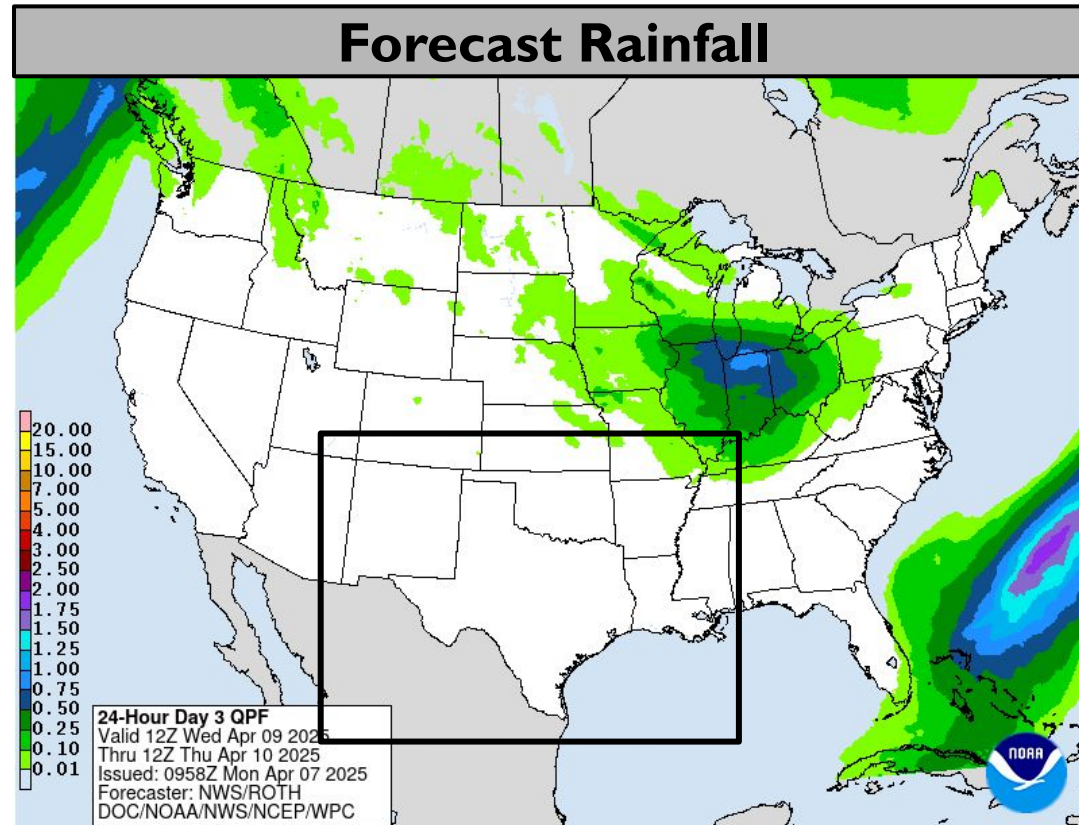 Forecast Rainfall
20.00
15.00
10.00
7.00
5.00
4.00
3.00
2.50
2.00
1.75
1.50
1.25
1.00
0.75
0.50
0.25
0.10
0.01
24-Hour Day 3 QPF
Valid 12Z Wed Apr 09 2025
Thru 12Z Thu Apr 10 2025
Issued: 0958Z Mon Apr 07 2025
Forecaster: NWS/ROTH
DOC/NOAA/NWS/NCEP/WPC
NOAA